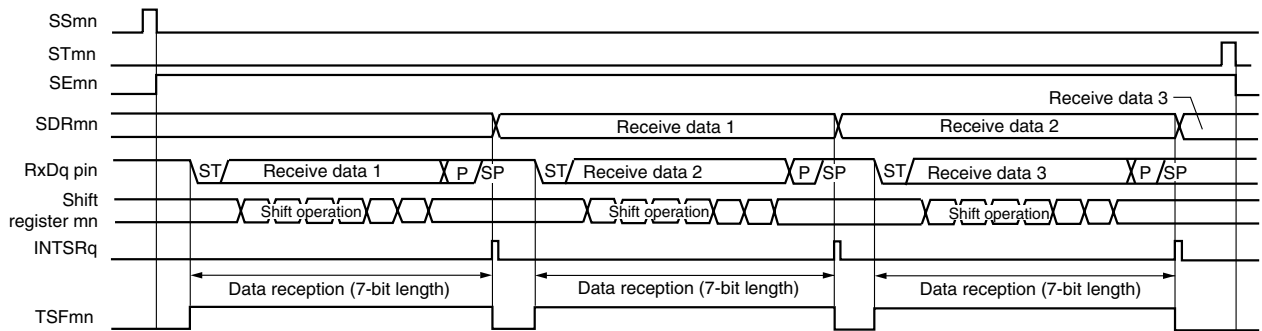 SSmn
STmn
SEmn
Receive data 3
SDRmn Receive data 1 Receive data 2
RxDq pin ST Receive data 1 P SP ST Receive data 2 P SP ST Receive data 3 P SP
Shift
register mn Shift operation Shift operation Shift operation
INTSRq
Data reception (7-bit length) Data reception (7-bit length) Data reception (7-bit length)
TSFmn